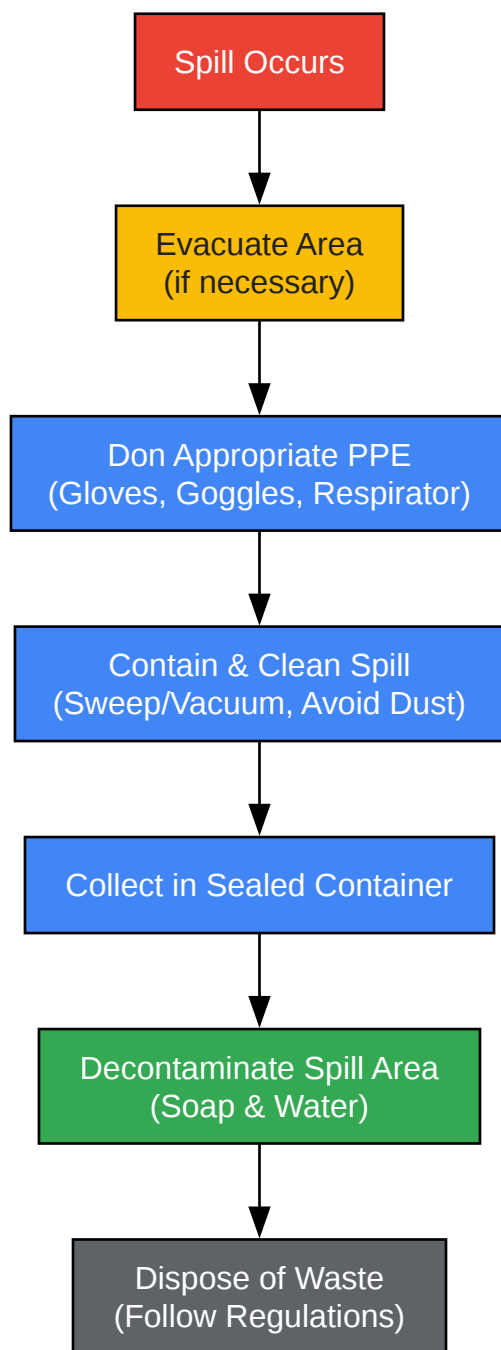 Spill Occurs
Evacuate Area
(if necessary)
Don Appropriate PPE
(Gloves, Goggles, Respirator)
Contain & Clean Spill
(Sweep/Vacuum, Avoid Dust)
Collect in Sealed Container
Decontaminate Spill Area
(Soap & Water)
Dispose of Waste
(Follow Regulations)